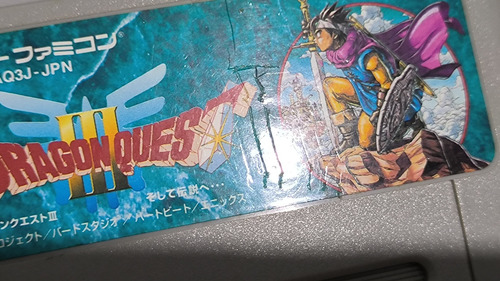 ー ファミコン®
AQ3J-JPN
DRAGON QUEST
III
そして伝説へ…
ンクエストIII
ロジェクト/バードスタジオ/ハートビート/エニックス